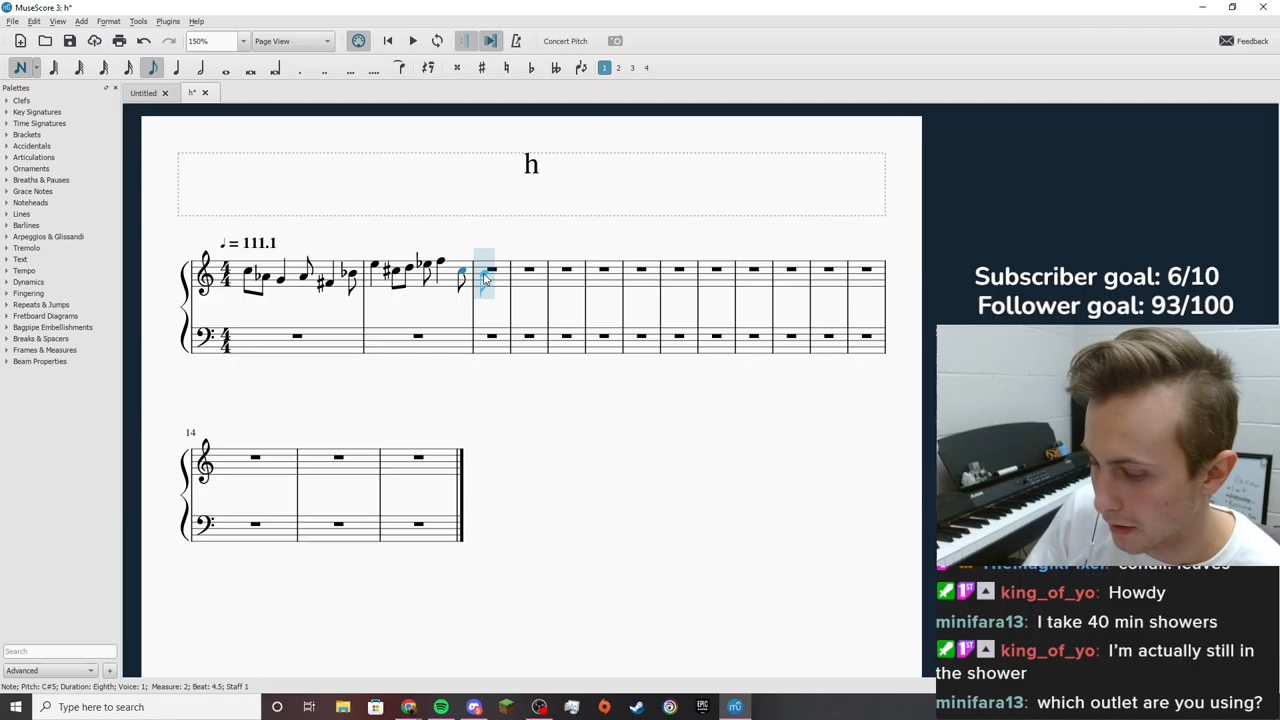 MuseScore 3: h*
File Edit View Add Format Tools Plugins Help
150% Page View Concert Pitch Feedback
1 2 3 4
Palettes
Untitled h*
Clefs
Key Signatures
Time Signatures
Brackets
Accidentals
Articulations
Ornaments
Breaths & Pauses
Grace Notes
Noteheads
Lines
Barlines
Arpeggios & Glissandi
Tremolo
Text
Tempo
Dynamics
Fingering
Repeats & Jumps
Fretboard Diagrams
Bagpipe Embellishments
Breaks & Spacers
Frames & Measures
Beam Properties
h
= 111.1
14
Subscriber goal: 6/10
Follower goal: 93/100
king_of_yo: Howdy
minifara13: I take 40 min showers
king_of_yo: I'm actually still in
the shower
minifara13: which outlet are you using?
Search
Advanced
Note; Pitch: C#5; Duration: Eighth; Voice: 1; Measure: 2; Beat: 4.5; Staff 1
Type here to search
EPIC